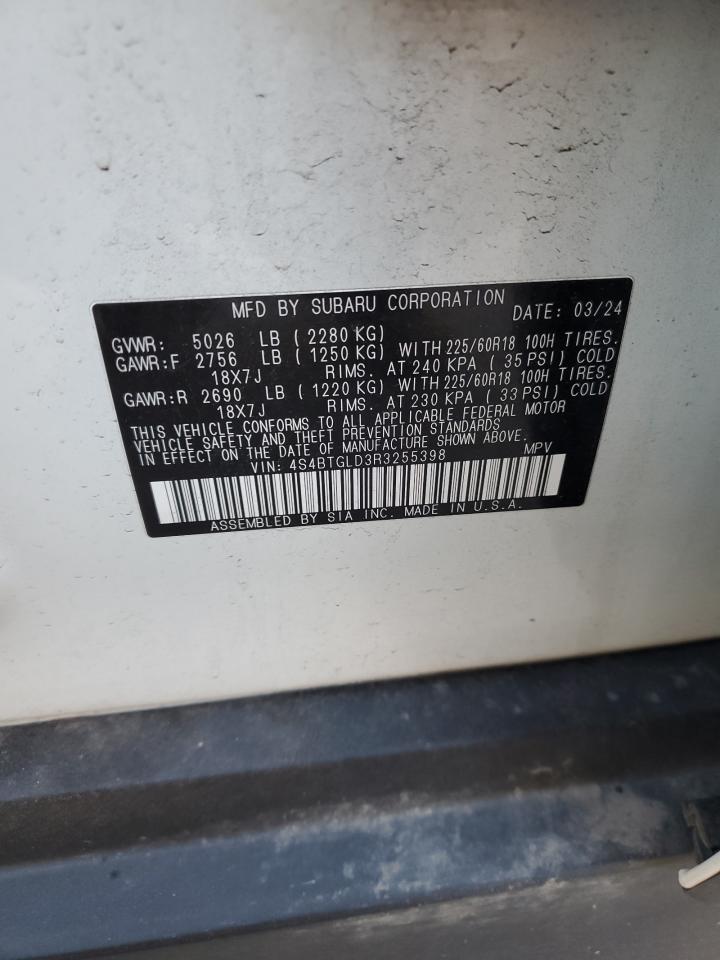 MFD BY SUBARU CORPORATION DATE: 03/24
GVWR: 5026 LB ( 2280 KG)
GAWR:F 2756 LB ( 1250 KG) WITH 225/60R18 100H TIRES.
18X7J RIMS. AT 240 KPA ( 35 PSI) COLD
GAWR:R 2690 LB ( 1220 KG) WITH 225/60R18 100H TIRES.
18X7J RIMS. AT 230 KPA ( 33 PSI) COLD
THIS VEHICLE CONFORMS TO ALL APPLICABLE FEDERAL MOTOR
VEHICLE SAFETY AND THEFT PREVENTION STANDARDS
IN EFFECT ON THE DATE OF MANUFACTURE SHOWN ABOVE.
VIN: 4S4BTGLD3R3255398 MPV
ASSEMBLED BY SIA INC. MADE IN U.S.A.